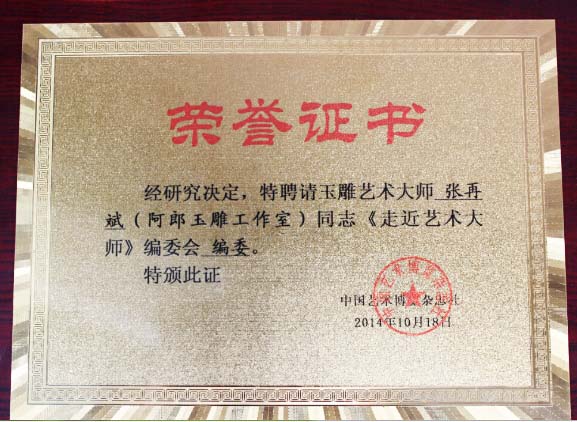 荣誉证书
经研究决定，特聘请玉雕艺术大师 张再
斌（阿郎玉雕工作室）同志《走近艺术大
师》编委会 编委。
特颁此证
中国艺术博览杂志社
2014年10月18日